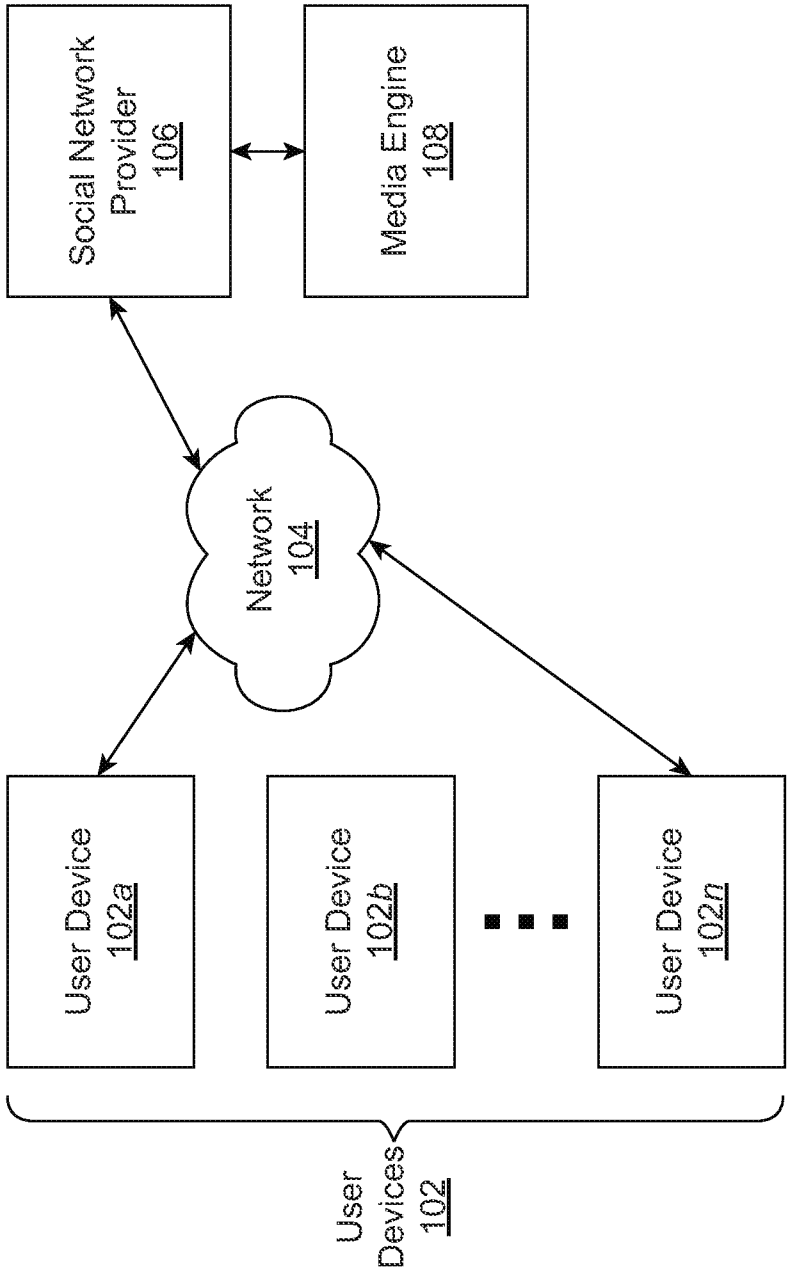 User
Devices
102
User Device
102a
User Device
102b
User Device
102n
Network
104
Social Network
Provider
106
Media Engine
108